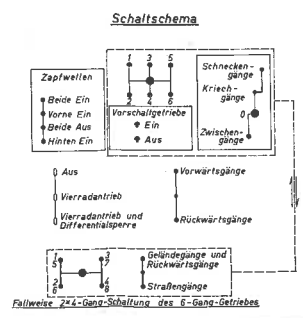 Schaltschema
1 3 5
2 4 6
Zapfwellen
Beide Ein
Vorne Ein
Beide Aus
Hinten Ein
Vorschaltgetriebe
Ein
Aus
Schnecken-
gänge
Kriech-
gänge
0
Zwischen-
gänge
Aus
Vierradantrieb
Vierradantrieb und
Differentialsperre
Vorwärtsgänge
Rückwärtsgänge
1 3
5 7
2 4
6 8
Geländegänge und
Rückwärtsgänge
Straßengänge
Fallweise 2×4-Gang-Schaltung des 6-Gang-Getriebes